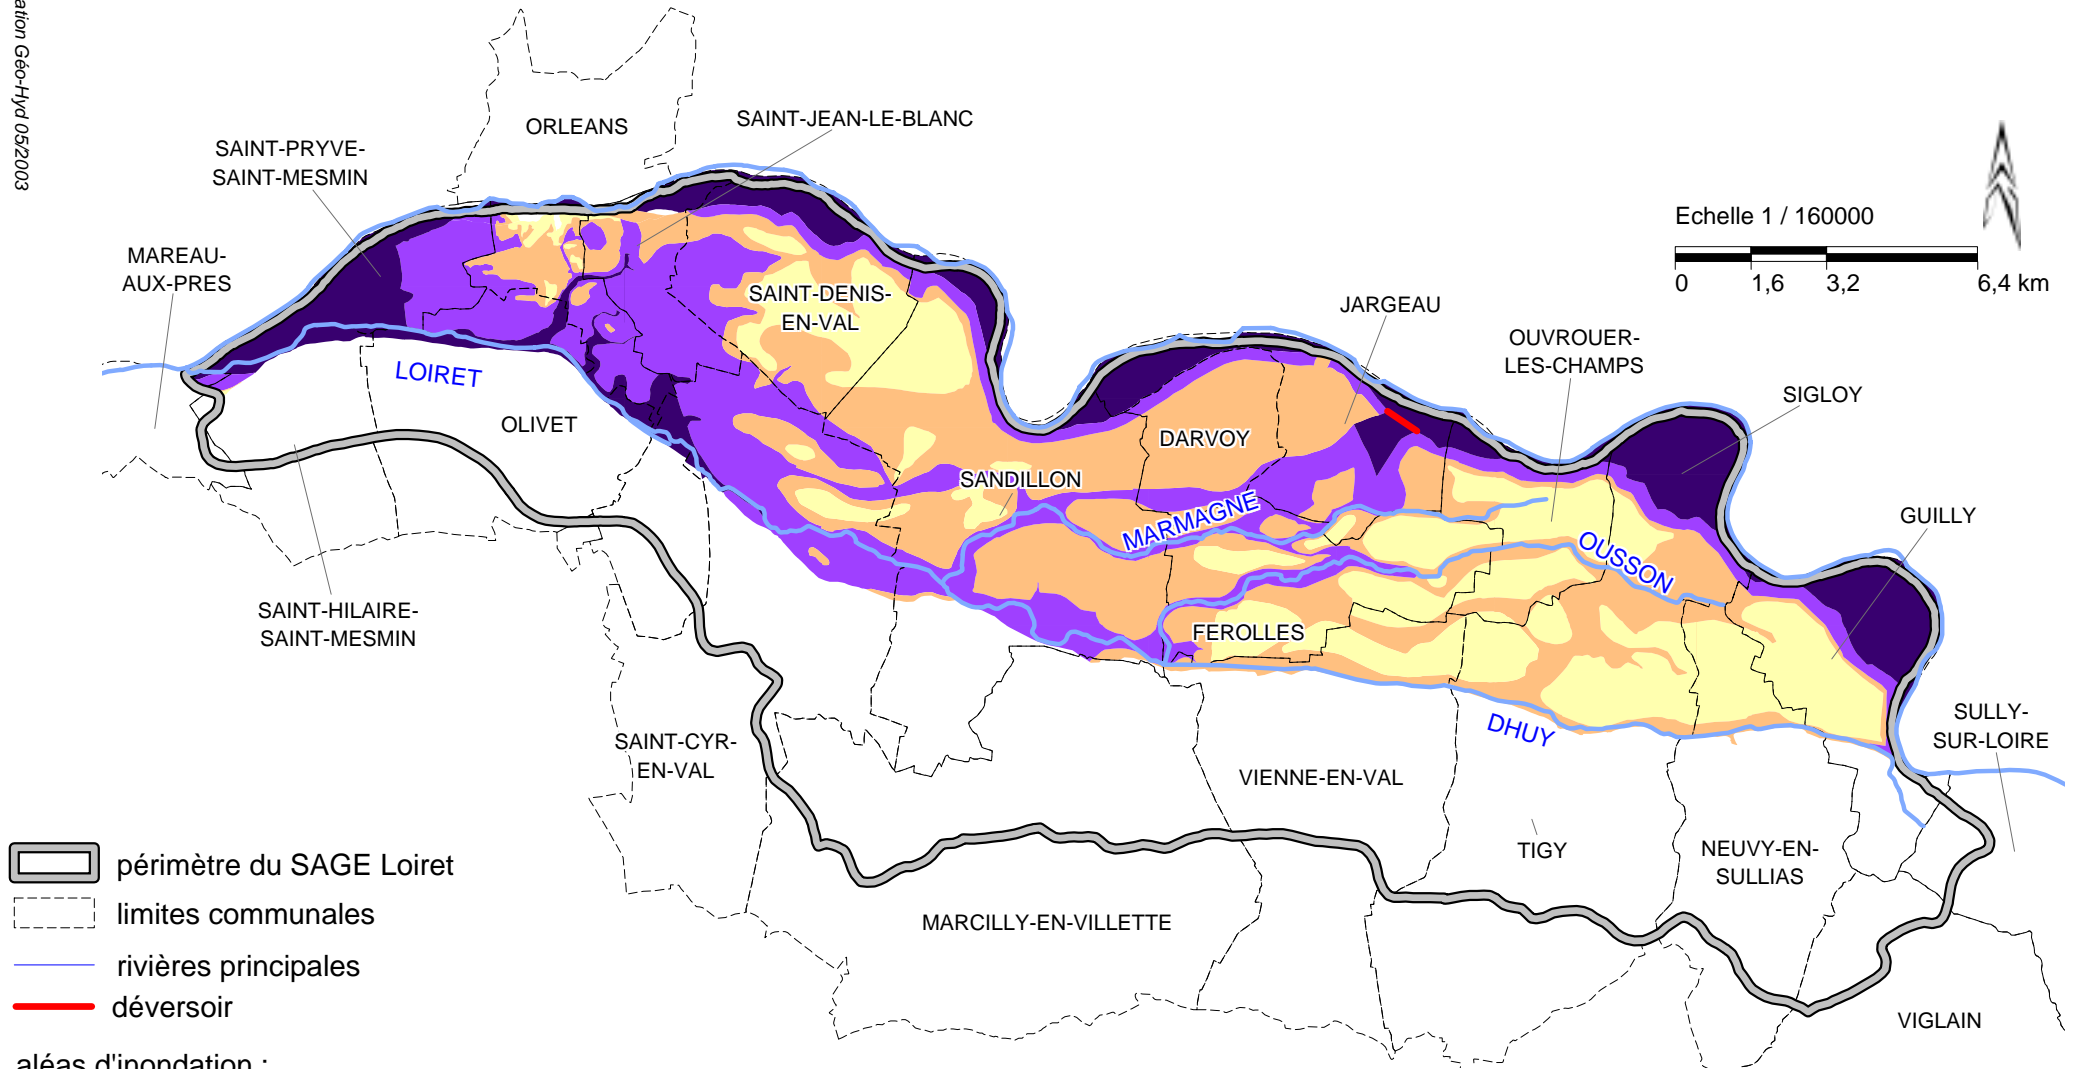 ation Géo-Hyd 05/2003
ORLEANS
SAINT-JEAN-LE-BLANC
SAINT-PRYVE-
SAINT-MESMIN
MAREAU-
AUX-PRES
Echelle 1 / 160000
0 1,6 3,2 6,4 km
SAINT-DENIS-
EN-VAL
JARGEAU
OUVROUER-
LES-CHAMPS
SIGLOY
LOIRET
OLIVET
DARVOY
SANDILLON
MARMAGNE
GUILLY
OUSSON
SAINT-HILAIRE-
SAINT-MESMIN
FEROLLES
SULLY-
SUR-LOIRE
DHUY
SAINT-CYR-
EN-VAL
VIENNE-EN-VAL
TIGY
NEUVY-EN-
SULLIAS
MARCILLY-EN-VILLETTE
VIGLAIN
périmètre du SAGE Loiret
limites communales
rivières principales
déversoir
aléas d'inondation :